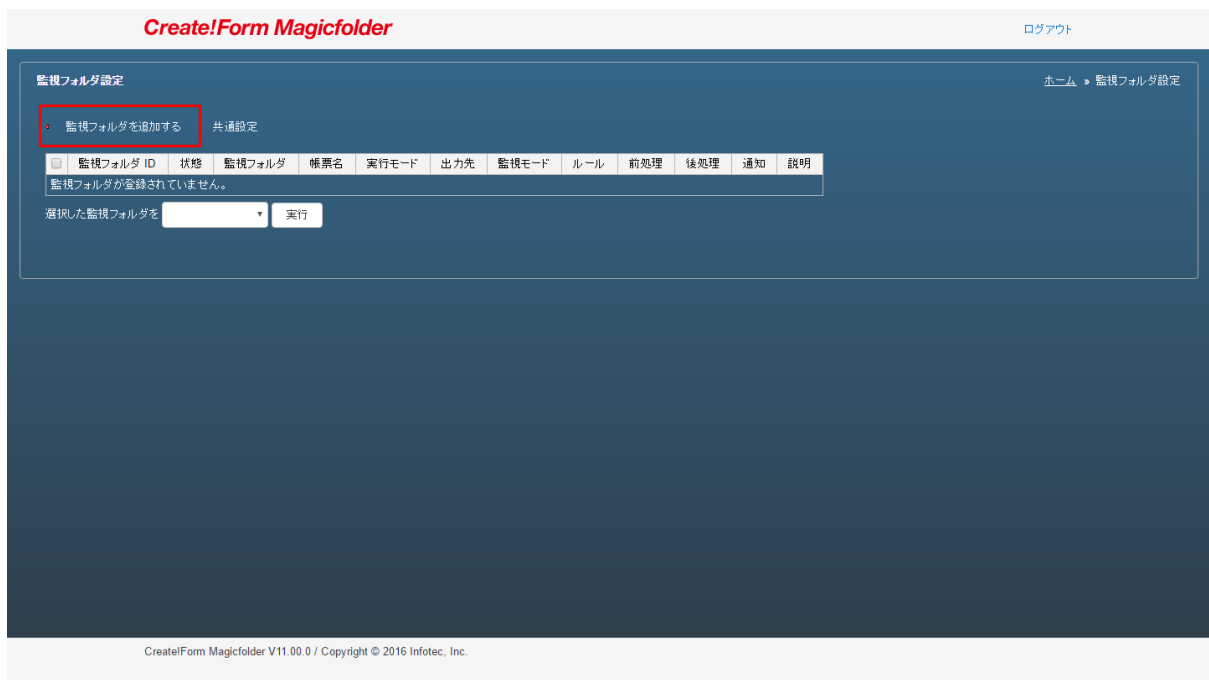 Create!Form Magicfolder ログアウト
監視フォルダ設定 ホーム » 監視フォルダ設定
監視フォルダを追加する 共通設定
監視フォルダ ID 状態 監視フォルダ 帳票名 実行モード 出力先 監視モード ルール 前処理 後処理 通知 説明
監視フォルダが登録されていません。
選択した監視フォルダを 実行
Create!Form Magicfolder V11.00.0 / Copyright © 2016 Infotec, Inc.